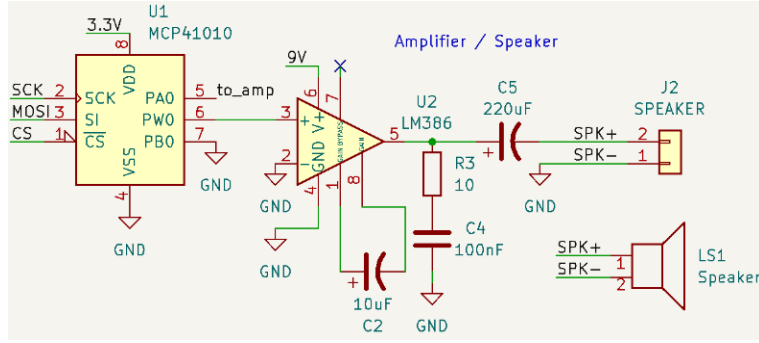 U1
MCP41010
3.3V
8
VDD
SCK 2 SCK
MOSI 3 SI
CS 1 CS
PA0 5 to_amp
PW0 6
PB0 7
VSS
4
GND
GND
Amplifier / Speaker
9V
6
7
3
+
V+
GND
BYPASS
GAIN
GAIN
2
-
4
1
8
5
U2
LM386
GND
GND
+
10uF
C2
R3
10
C4
100nF
GND
C5
220uF
+
GND
J2
SPEAKER
SPK+ 2
SPK- 1
SPK+ 1
SPK- 2
LS1
Speaker